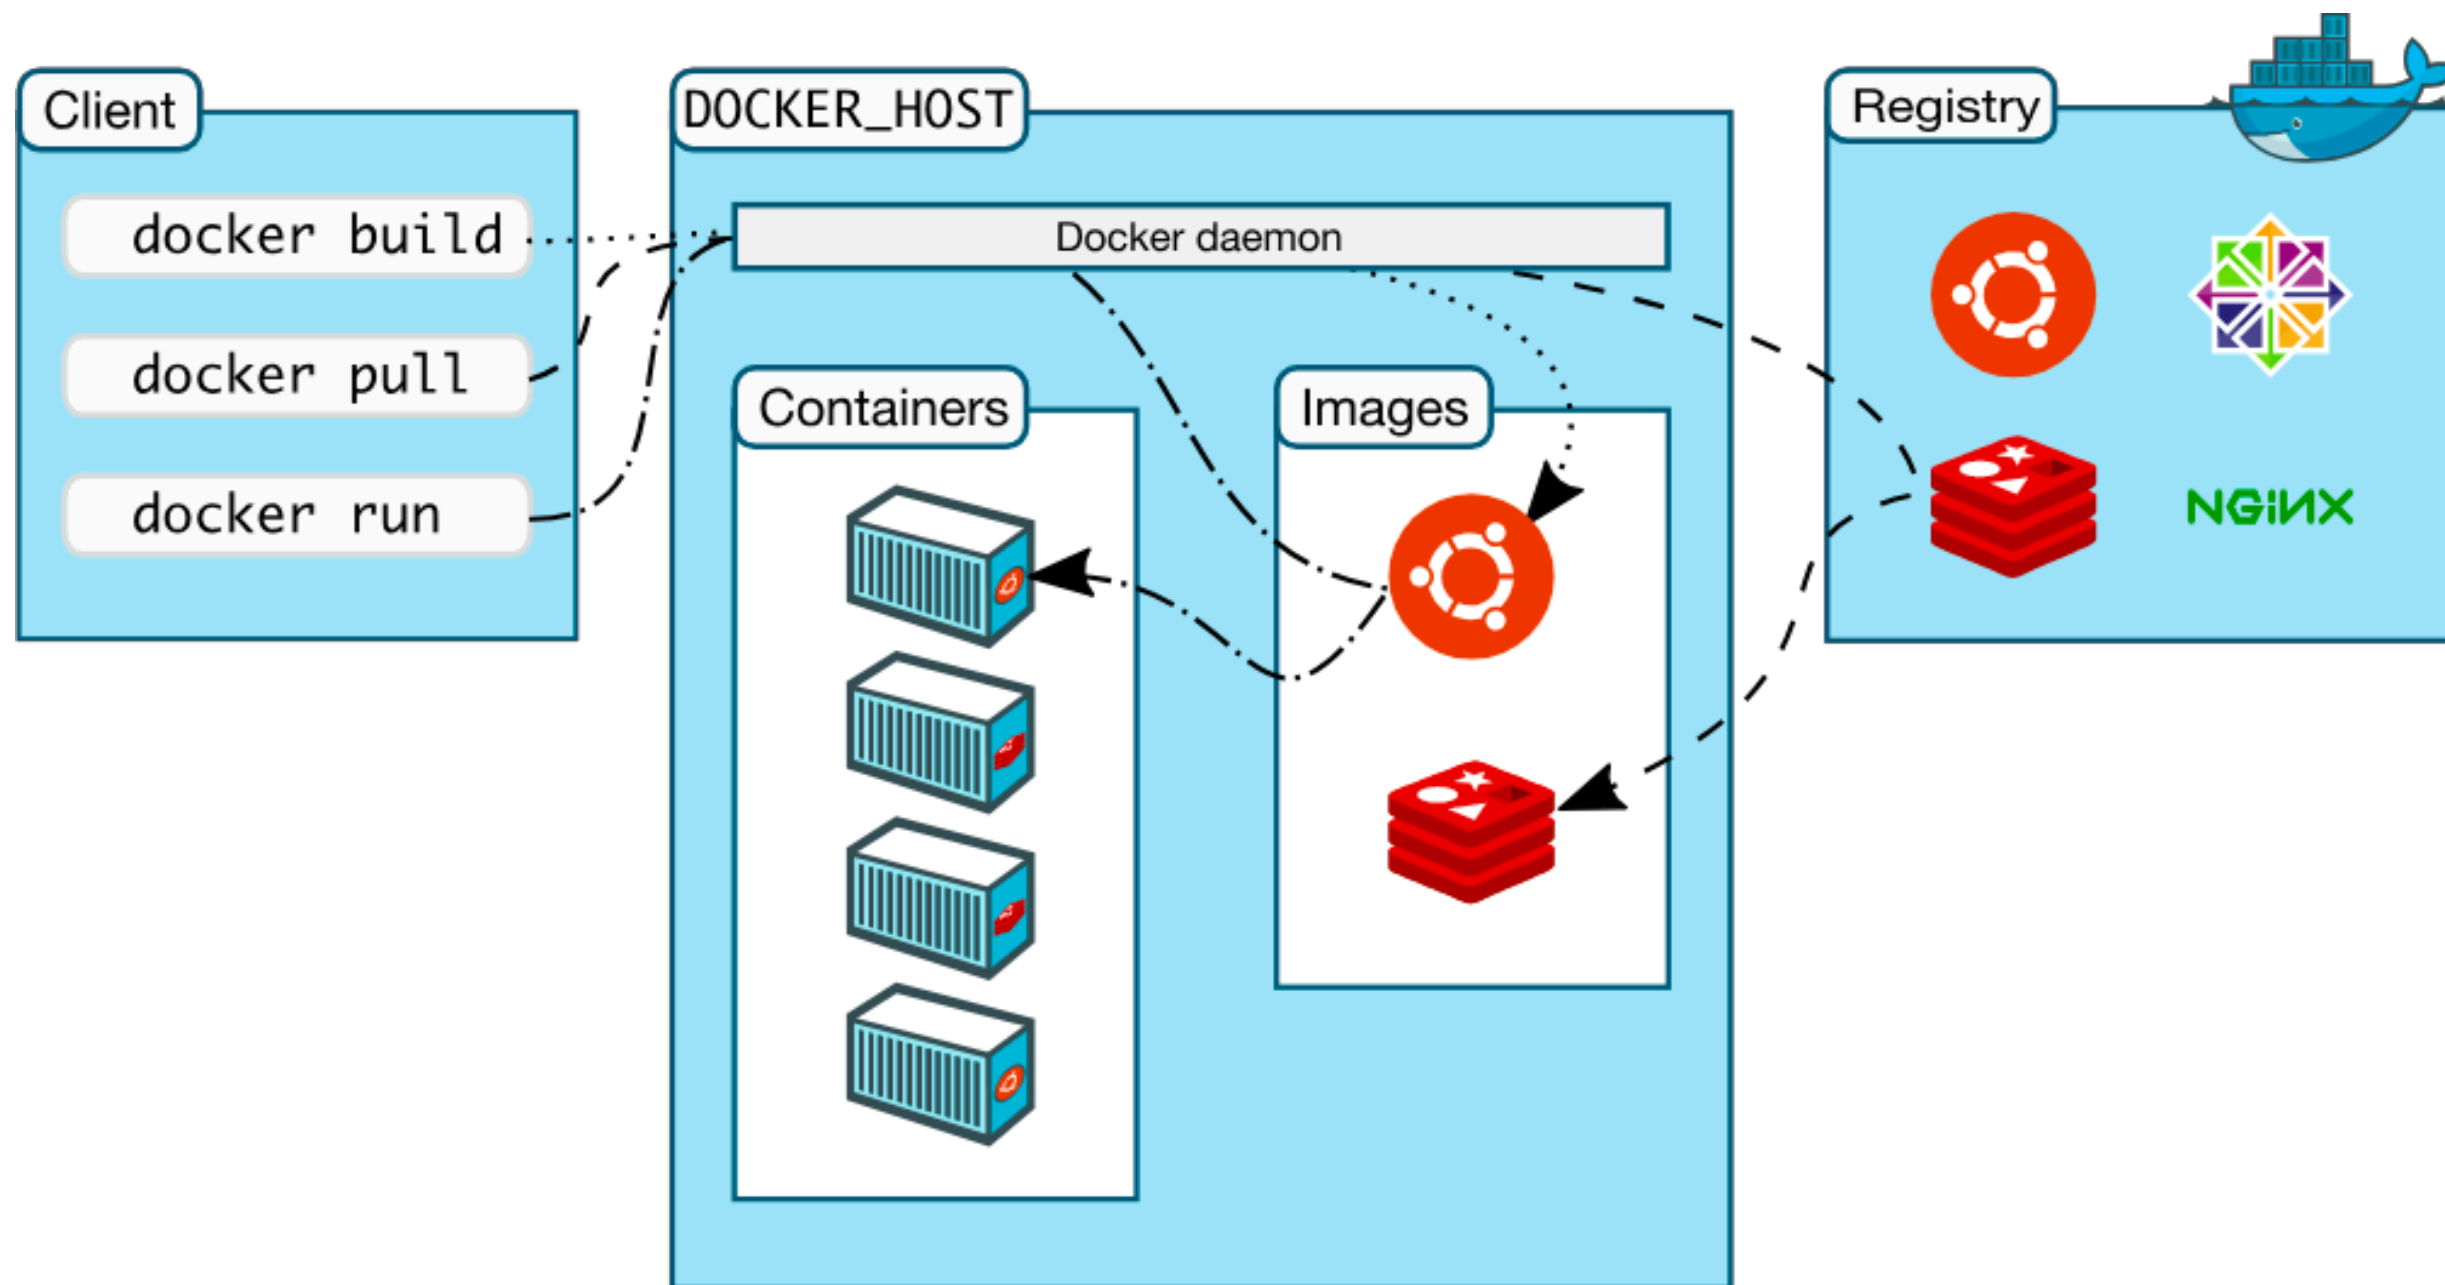 Client
docker build
docker pull
docker run
DOCKER_HOST
Docker daemon
Containers
Images
Registry
NGiNX